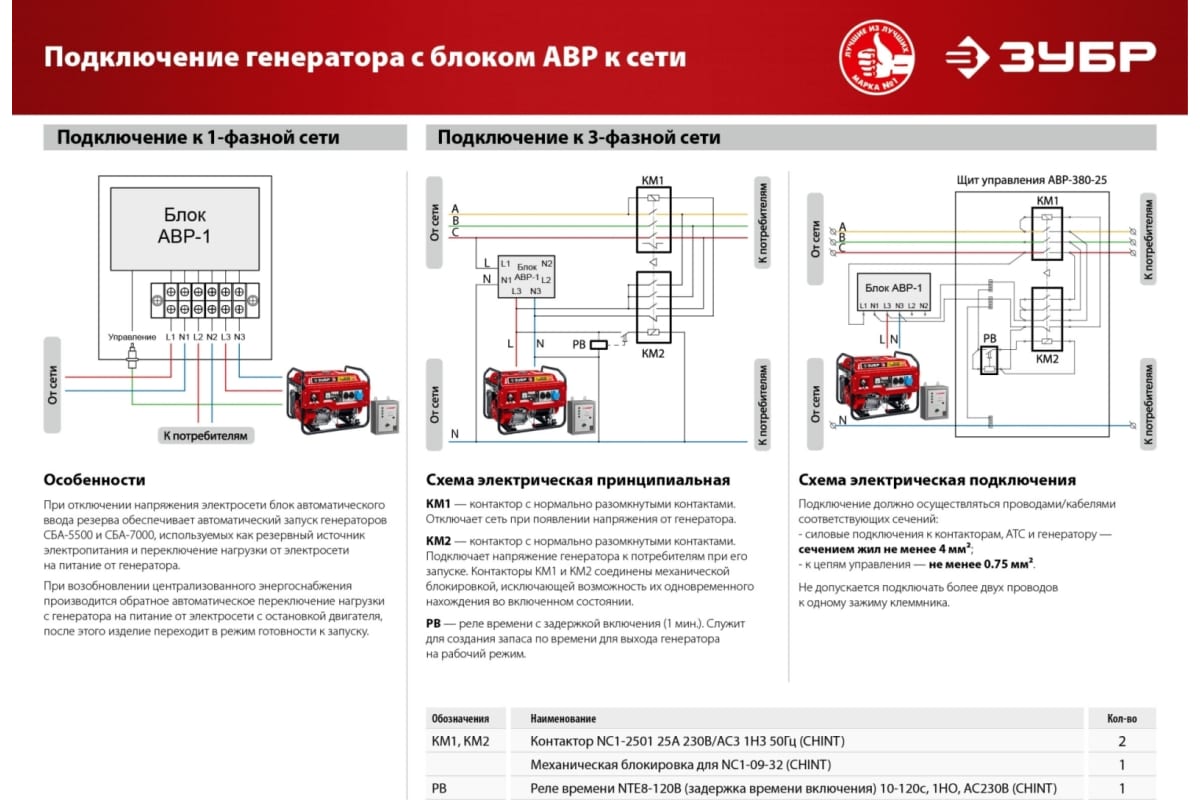 Подключение генератора с блоком АВР к сети
ЛУЧШИЕ ИЗ ЛУЧШИХ
МАРКА №1
ЗУБР
Подключение к 1-фазной сети
Блок
АВР-1
Управление L1 N1 L2 N2 L3 N3
От сети
К потребителям
Особенности
При отключении напряжения электросети блок автоматического
ввода резерва обеспечивает автоматический запуск генераторов
СБА-5500 и СБА-7000, используемых как резервный источник
электропитания и переключение нагрузки от электросети
на питание от генератора.
При возобновлении централизованного энергоснабжения
производится обратное автоматическое переключение нагрузки
с генератора на питание от электросети с остановкой двигателя,
после этого изделие переходит в режим готовности к запуску.
Подключение к 3-фазной сети
От сети
A
B
C
КМ1
К потребителям
L
N
L1 N2
Блок
N1 АВР-1 L2
L3 N3
L N
РВ
КМ2
От сети
N
К потребителям
Схема электрическая принципиальная
КМ1 — контактор с нормально разомкнутыми контактами.
Отключает сеть при появлении напряжения от генератора.
КМ2 — контактор с нормально разомкнутыми контактами.
Подключает напряжение генератора к потребителям при его
запуске. Контакторы КМ1 и КМ2 соединены механической
блокировкой, исключающей возможность их одновременного
нахождения во включенном состоянии.
РВ — реле времени с задержкой включения (1 мин.). Служит
для создания запаса по времени для выхода генератора
на рабочий режим.
Щит управления АВР-380-25
От сети
A
B
C
КМ1
К потребителям
Блок АВР-1
L1 N1 L3 N3 L2 N2
L N
РВ
КМ2
От сети
N
К потребителям
Схема электрическая подключения
Подключение должно осуществляться проводами/кабелями
соответствующих сечений:
- силовые подключения к контакторам, АТС и генератору —
сечением жил не менее 4 мм²;
- к цепям управления — не менее 0.75 мм².
Не допускается подключать более двух проводов
к одному зажиму клеммника.
Обозначения Наименование Кол-во
КМ1, КМ2 Контактор NC1-2501 25А 230В/АС3 1НЗ 50Гц (CHINT) 2
Механическая блокировка для NC1-09-32 (CHINT) 1
РВ Реле времени NTE8-120B (задержка времени включения) 10-120с, 1НО, АС230В (CHINT) 1